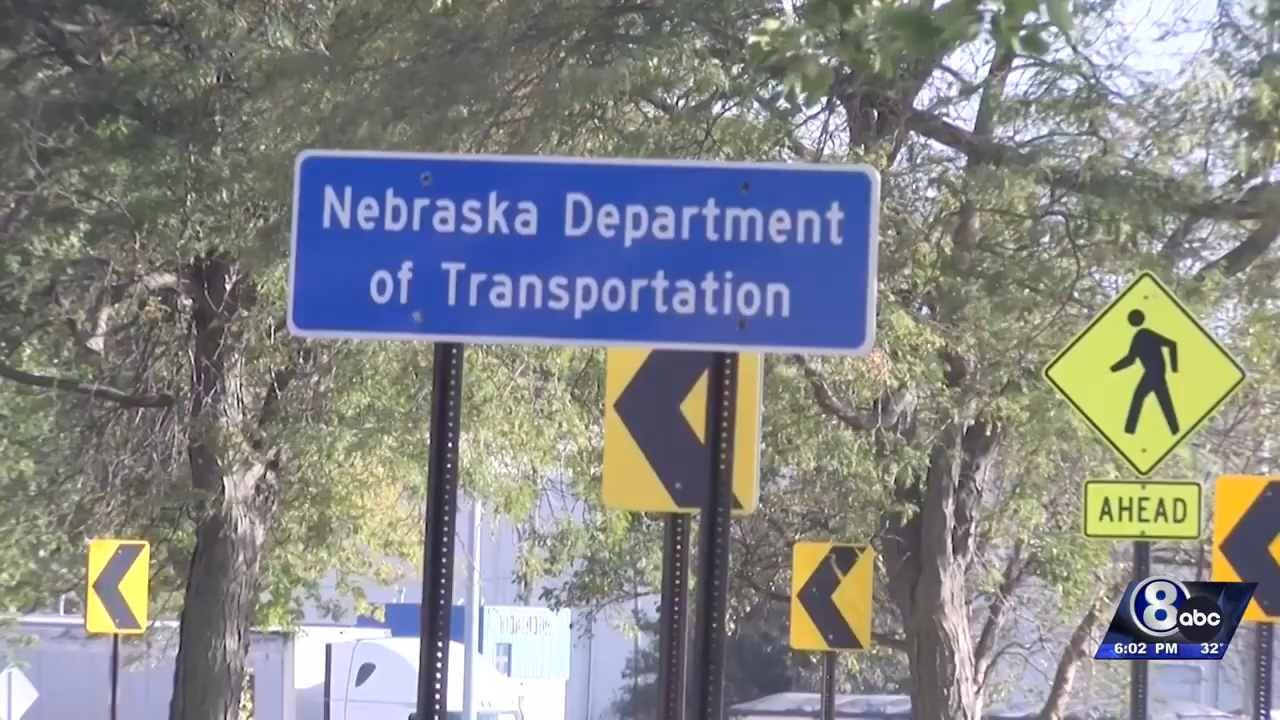 Nebraska Department
of Transportation
AHEAD
8 abc
6:02 PM 32°